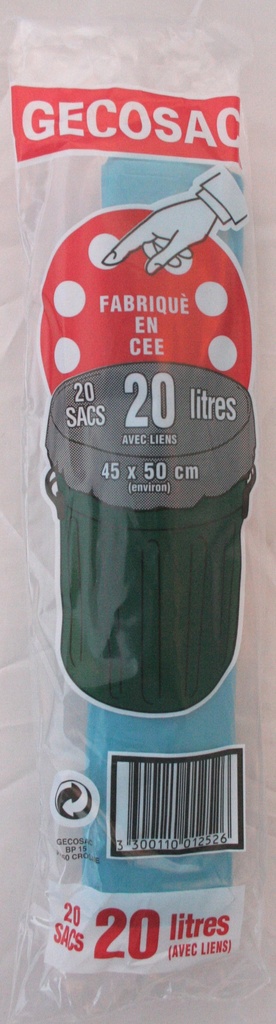 GECOSAC
FABRIQUÈ
EN
CEE
20
SACS
20 litres
AVEC LIENS
45 x 50 cm
(environ)
3 300110 012526
GECOSAC
BP 15
20
SACS
20 litres
(AVEC LIENS)